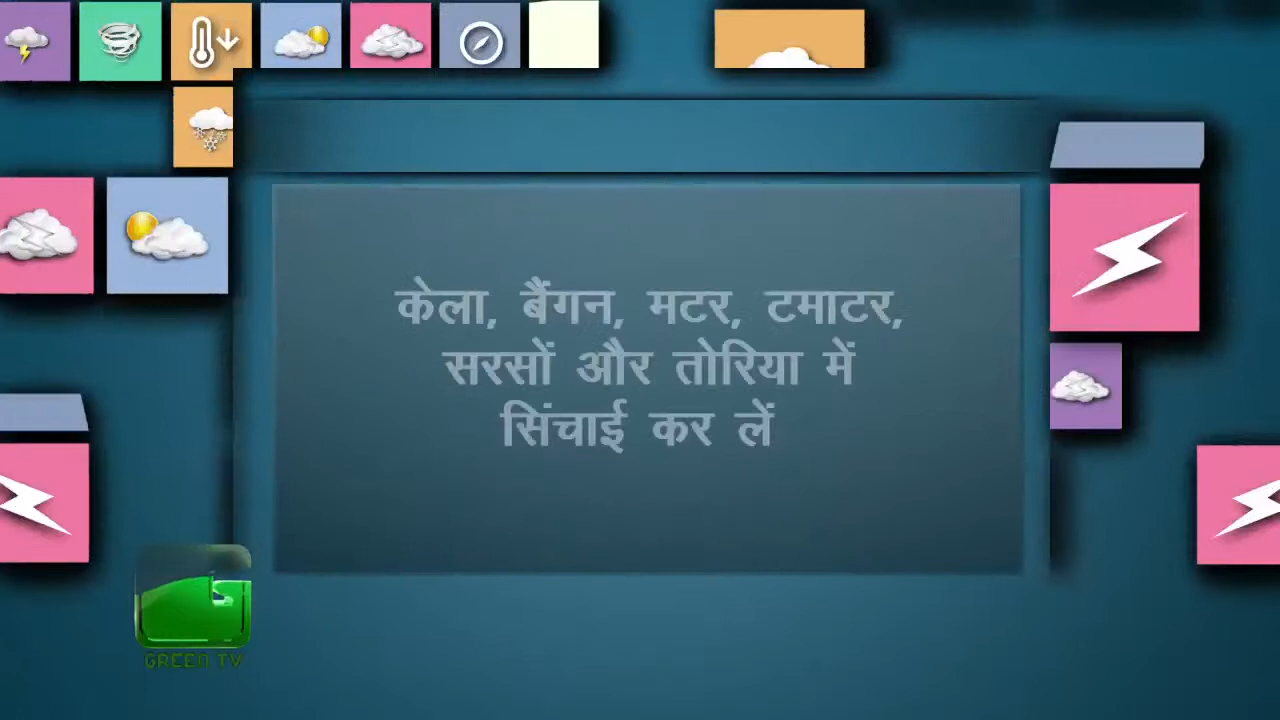 केला, बैंगन, मटर, टमाटर,
सरसों और तोरिया में
सिंचाई कर लें
GREEN TV